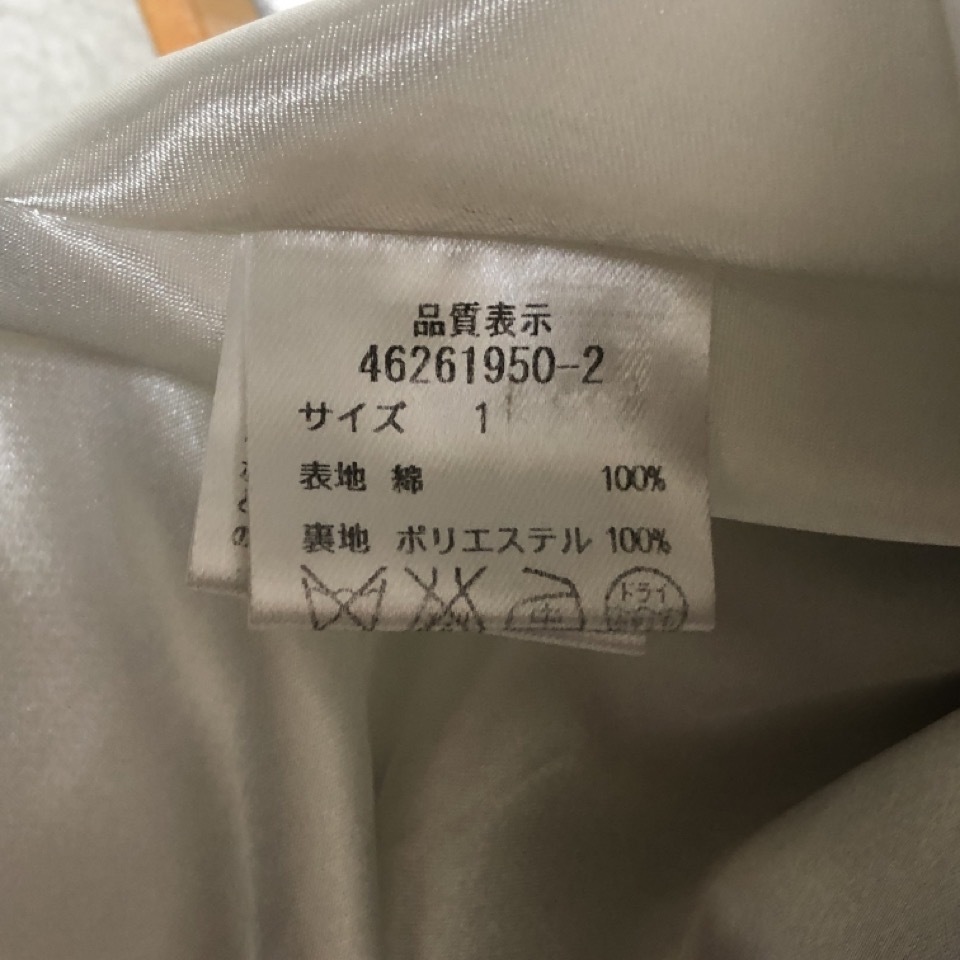 品質表示
46261950-2
サイズ 1
表地 綿 100%
裏地 ポリエステル 100%
ドライ